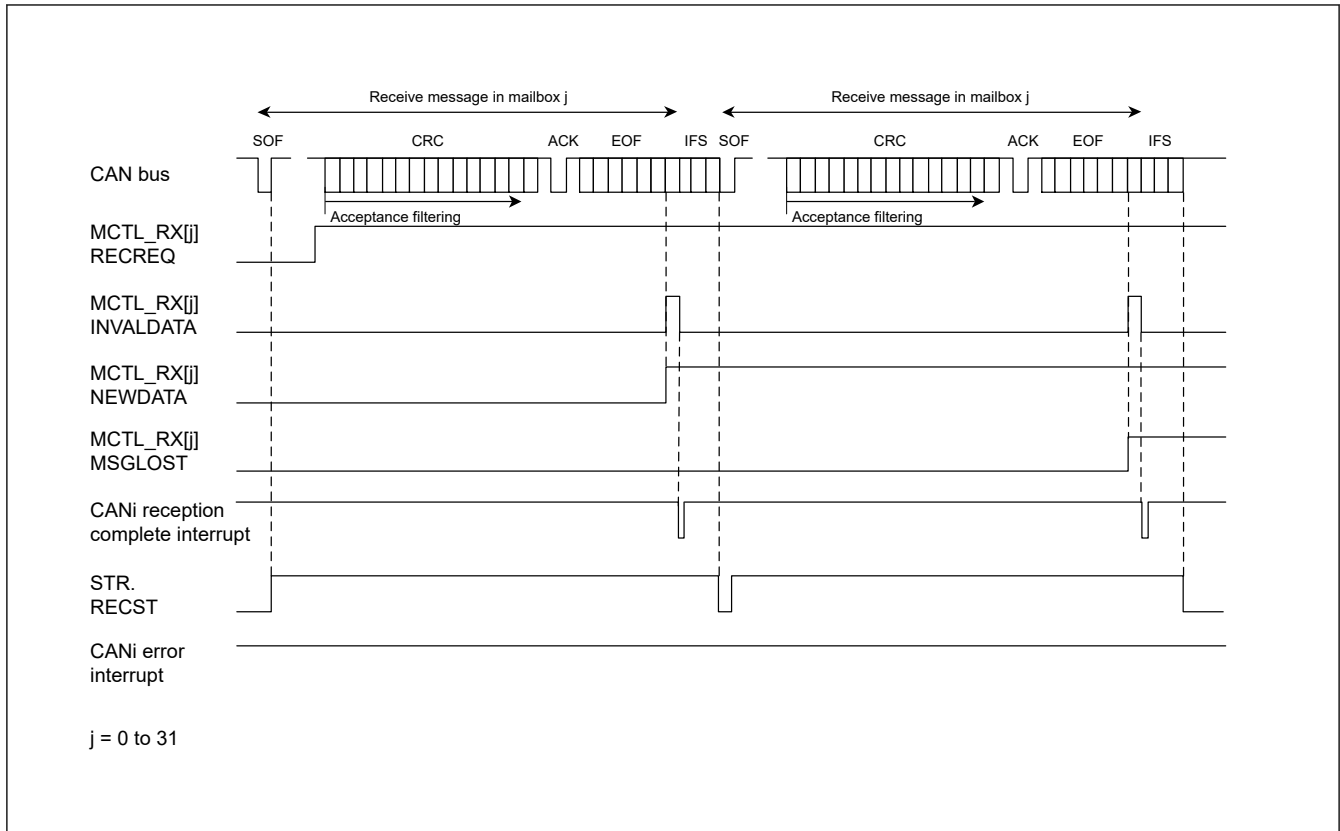 Receive message in mailbox j Receive message in mailbox j
SOF CRC ACK EOF IFS SOF CRC ACK EOF IFS
CAN bus
Acceptance filtering Acceptance filtering
MCTL_RX[j]
RECREQ
MCTL_RX[j]
INVALDATA
MCTL_RX[j]
NEWDATA
MCTL_RX[j]
MSGLOST
CANi reception
complete interrupt
STR.
RECST
CANi error
interrupt
j = 0 to 31